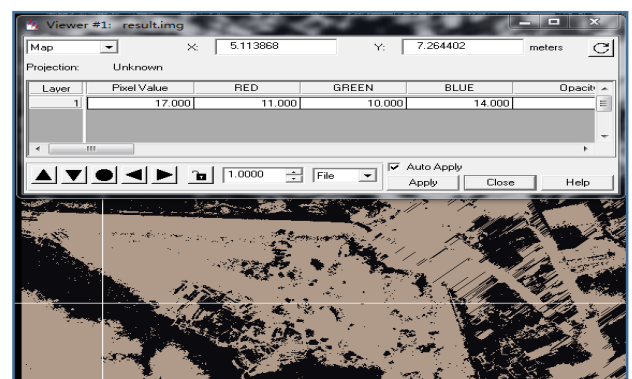 Viewer #1: result.img
Map X: 5.113868 Y: 7.264402 meters
Projection: Unknown
Layer Pixel Value RED GREEN BLUE Opacit
1 17.000 11.000 10.000 14.000
1.0000 File Auto Apply
Apply Close Help